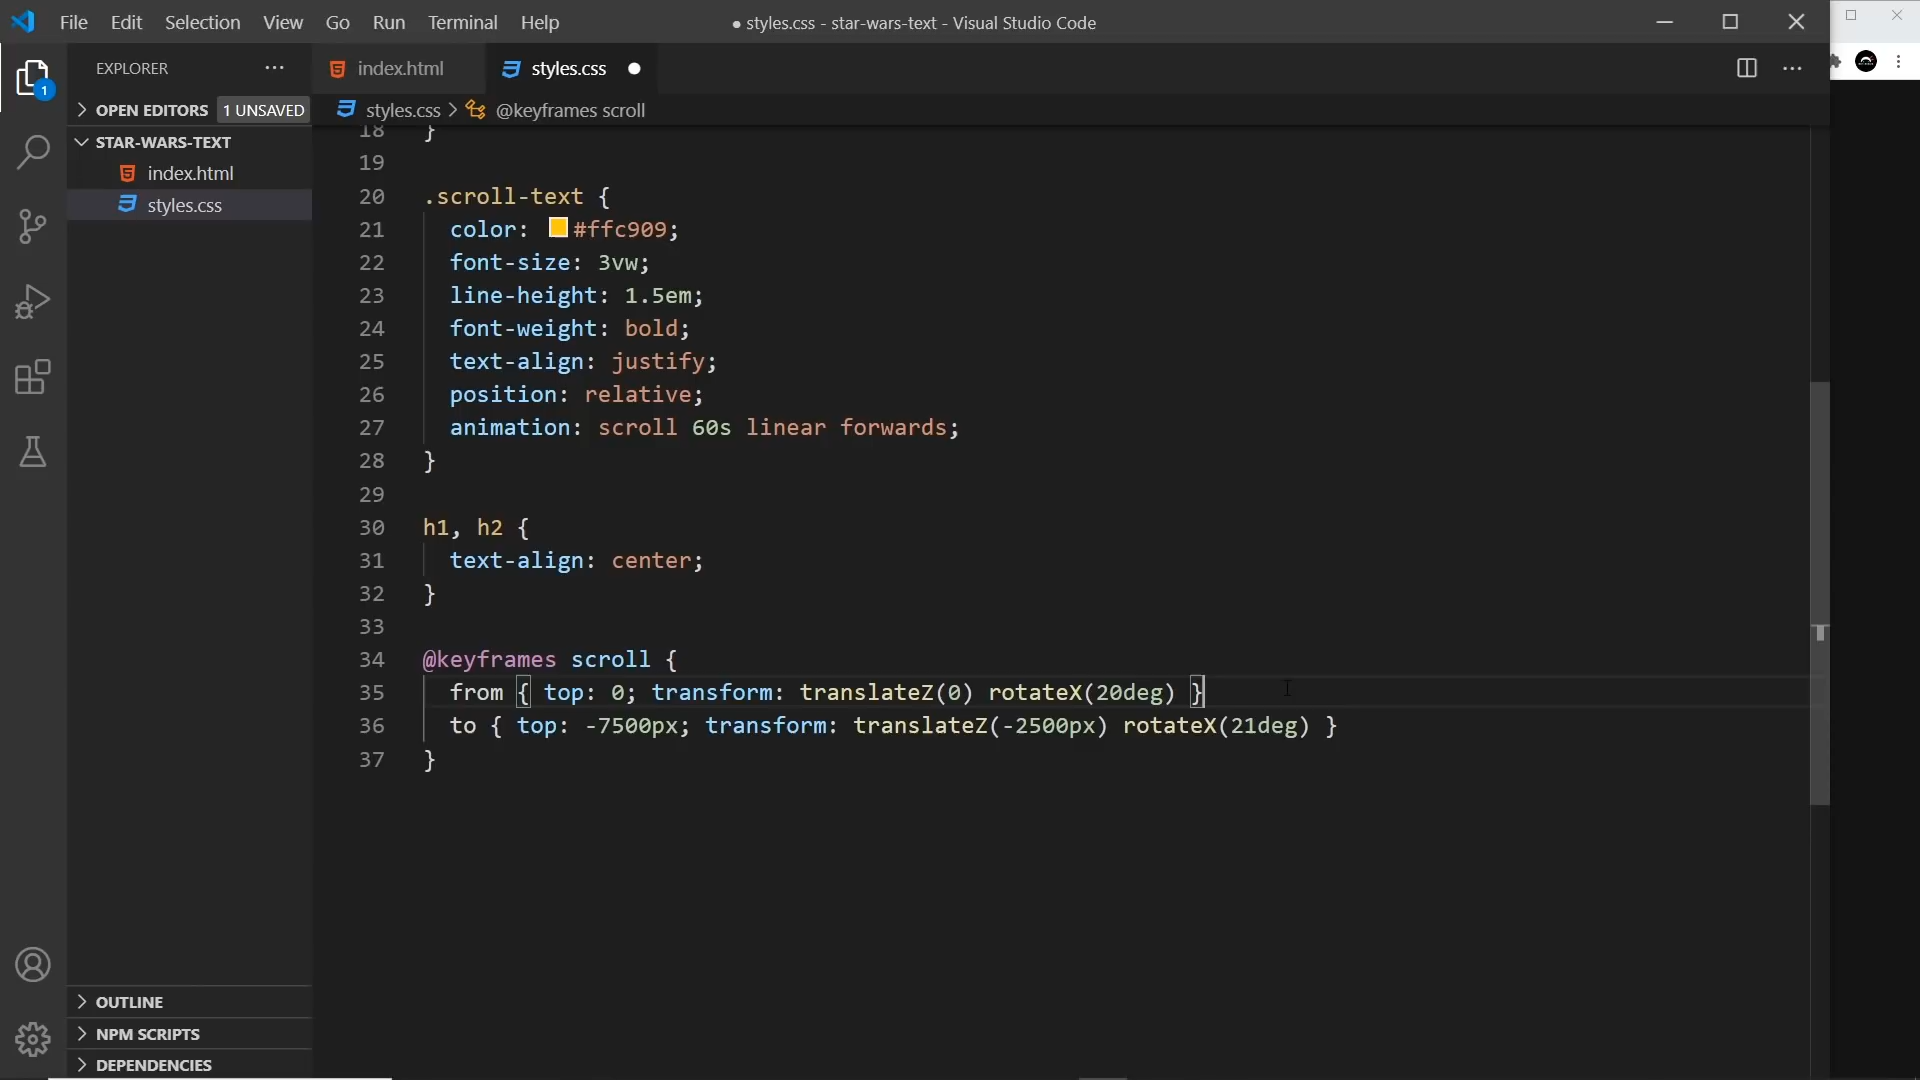 File Edit Selection View Go Run Terminal Help
● styles.css - star-wars-text - Visual Studio Code
EXPLORER
index.html
styles.css
1
OPEN EDITORS 1 UNSAVED
styles.css > @keyframes scroll
STAR-WARS-TEXT
index.html
styles.css
18 }
19
20 .scroll-text {
21 color: #ffc909;
22 font-size: 3vw;
23 line-height: 1.5em;
24 font-weight: bold;
25 text-align: justify;
26 position: relative;
27 animation: scroll 60s linear forwards;
28 }
29
30 h1, h2 {
31 text-align: center;
32 }
33
34 @keyframes scroll {
35 from { top: 0; transform: translateZ(0) rotateX(20deg) }
36 to { top: -7500px; transform: translateZ(-2500px) rotateX(21deg) }
37 }
OUTLINE
NPM SCRIPTS
DEPENDENCIES